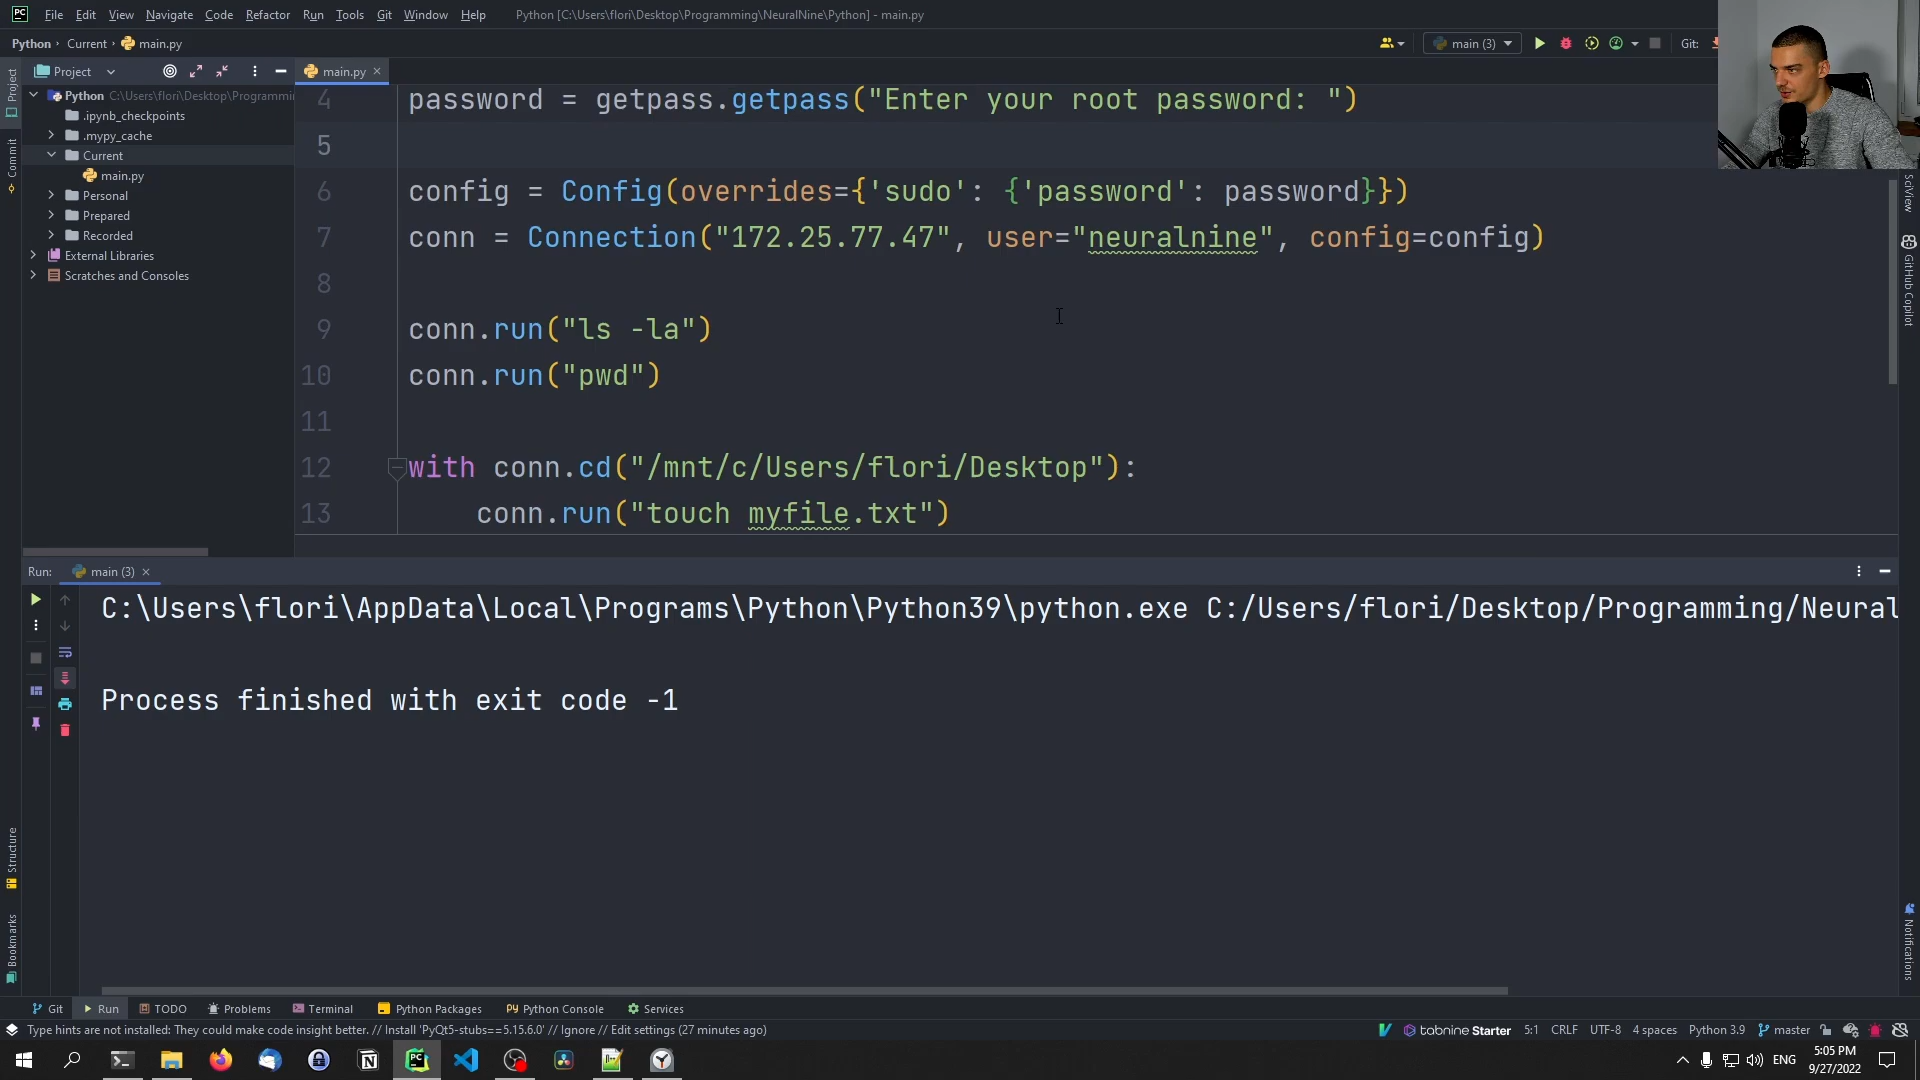 PC File Edit View Navigate Code Refactor Run Tools Git Window Help Python [C:\Users\flori\Desktop\Programming\NeuralNine\Python] - main.py
Python › Current › main.py
main (3)
Git:
Project
main.py
Python C:\Users\flori\Desktop\Programmi
.ipynb_checkpoints
.mypy_cache
Current
main.py
Personal
Prepared
Recorded
External Libraries
Scratches and Consoles
Project
Commit
4 password = getpass.getpass("Enter your root password: ")
5
6 config = Config(overrides={'sudo': {'password': password}})
7 conn = Connection("172.25.77.47", user="neuralnine", config=config)
8
9 conn.run("ls -la")
10 conn.run("pwd")
11
12 with conn.cd("/mnt/c/Users/flori/Desktop"):
13 conn.run("touch myfile.txt")
SciView
GitHub Copilot
Run: main (3)
C:\Users\flori\AppData\Local\Programs\Python\Python39\python.exe C:/Users/flori/Desktop/Programming/Neural
Process finished with exit code -1
Structure
Bookmarks
Notifications
Git Run TODO Problems Terminal Python Packages Python Console Services
Type hints are not installed: They could make code insight better. // Install 'PyQt5-stubs==5.15.6.0' // Ignore // Edit settings (27 minutes ago)
tabnine Starter 5:1 CRLF UTF-8 4 spaces Python 3.9 master
ENG
5:05 PM
9/27/2022